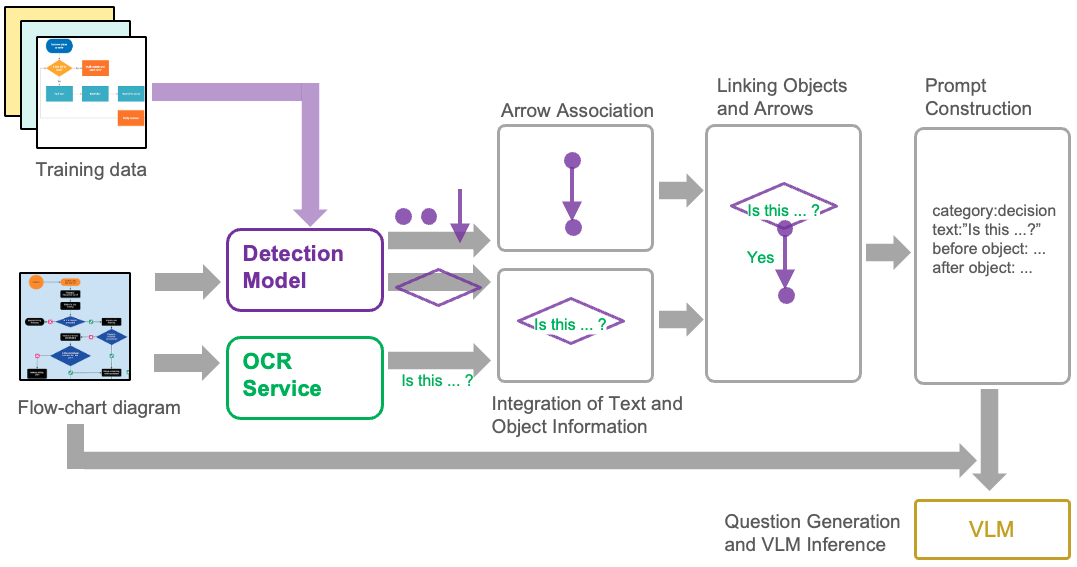 Training data
Flow-chart diagram
Detection
Model
OCR
Service
Is this ... ?
Arrow Association
Is this ... ?
Integration of Text and
Object Information
Linking Objects
and Arrows
Is this ... ?
Yes
Prompt
Construction
category:decision
text:”Is this ...?”
before object: ...
after object: ...
Question Generation
and VLM Inference
VLM